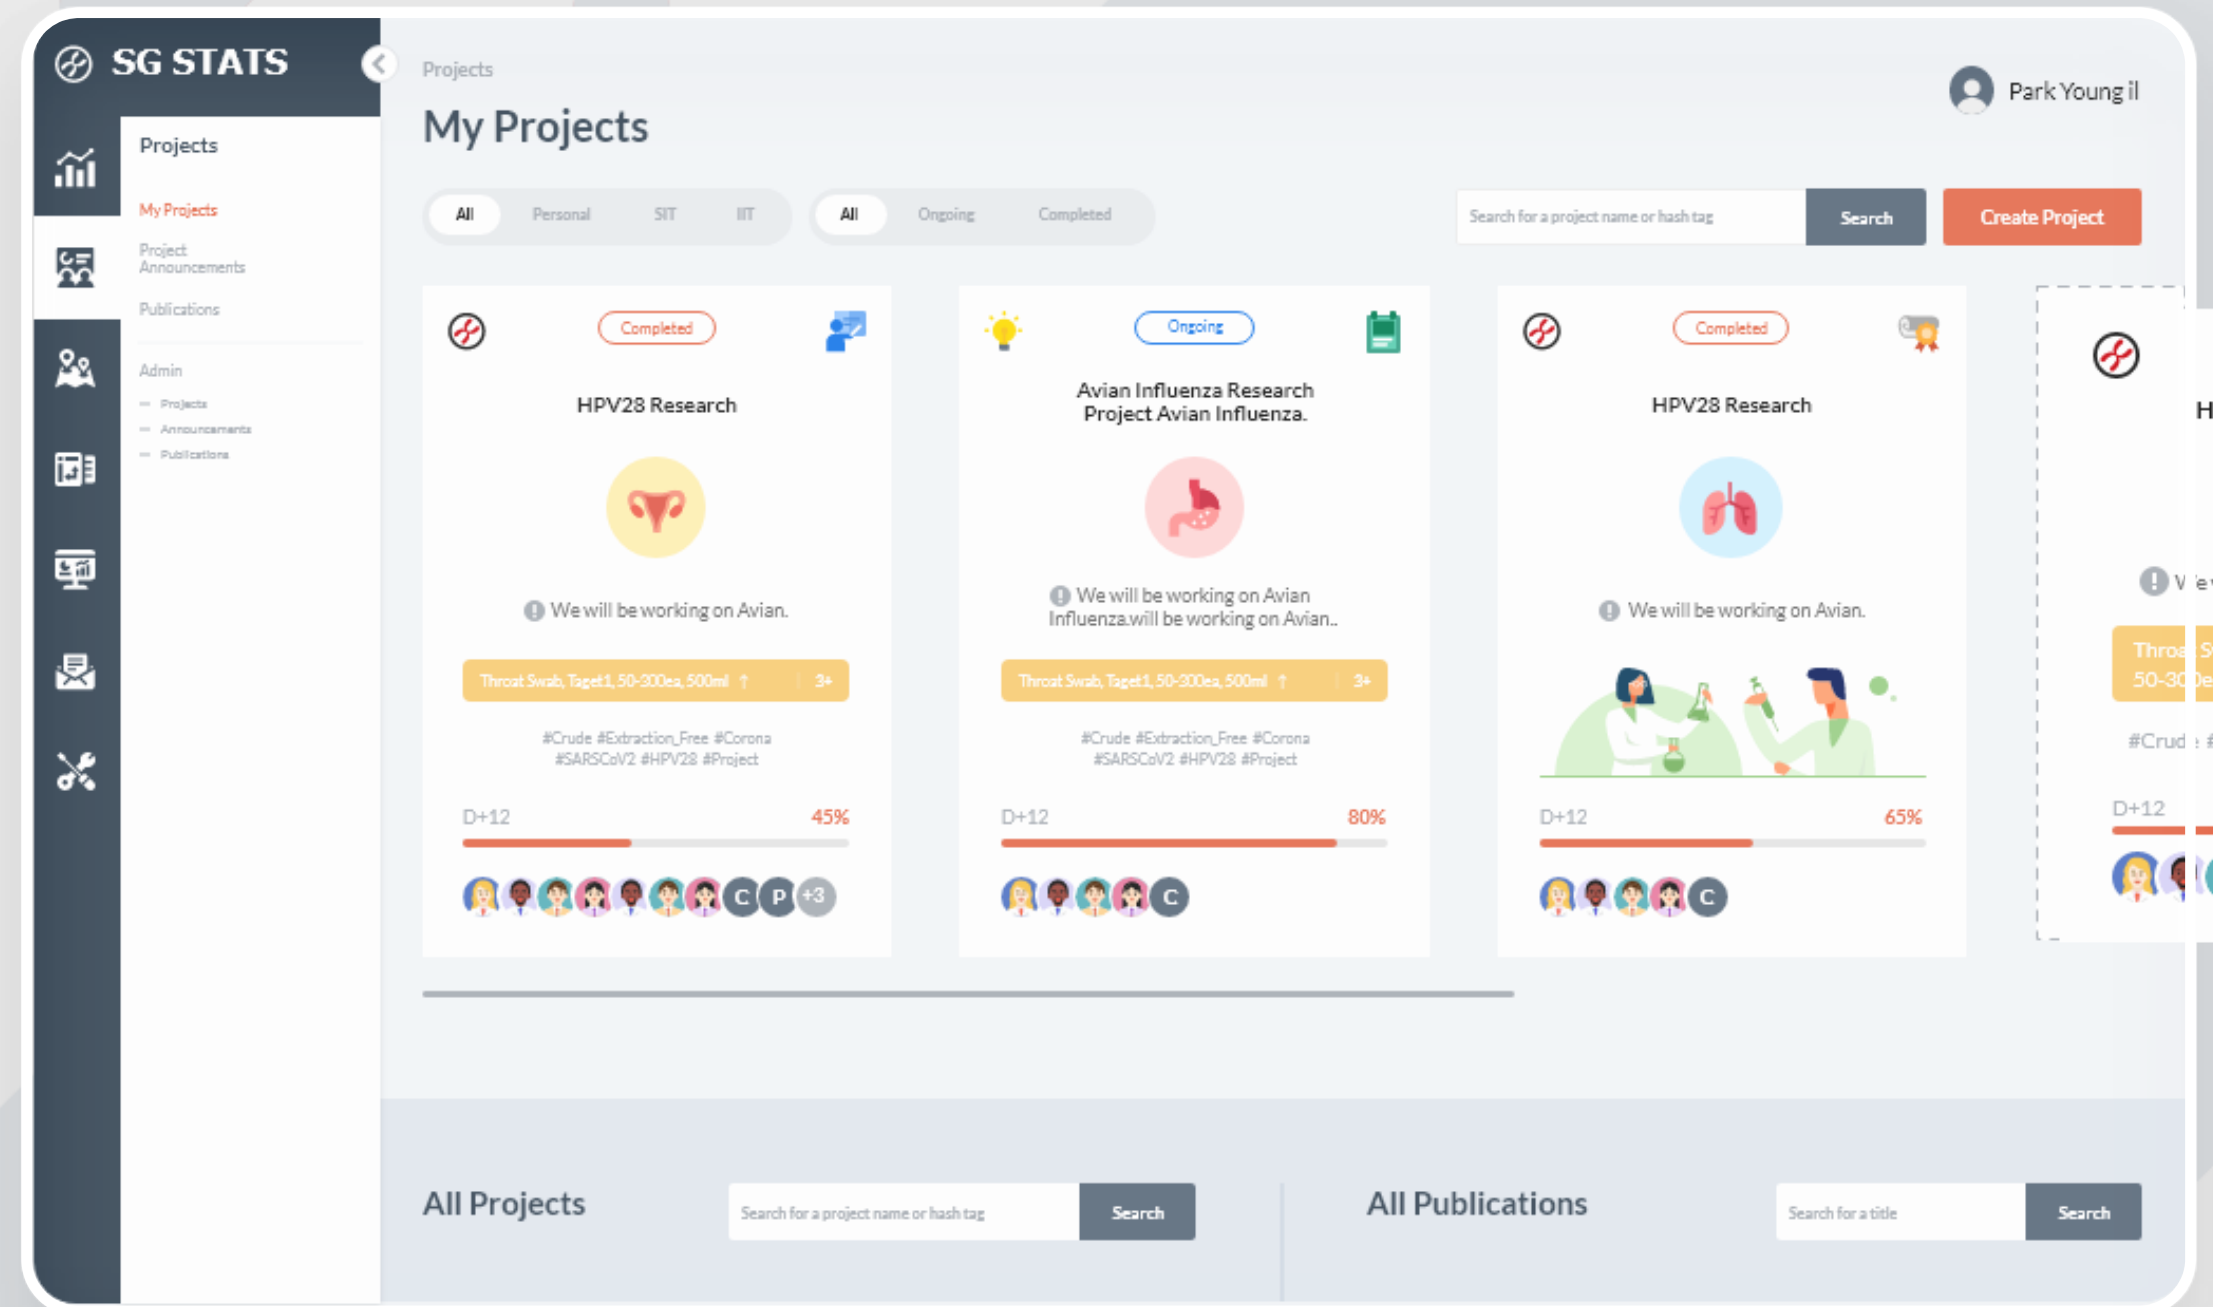 SG STATS
Projects
My Projects
Project
Announcements
Publications
Admin
Projects
Announcements
Publications
Projects
My Projects
Park Young il
All Personal SIT IIT
All Ongoing Completed
Search for a project name or hash tag
Search
Create Project
Completed
HPV28 Research
We will be working on Avian.
Throat Swab, Taget1, 50-300ea, 500ml ↑ 3+
#Crude #Extraction_Free #Corona
#SARSCoV2 #HPV28 #Project
D+12 45%
C P +3
Ongoing
Avian Influenza Research
Project Avian Influenza.
We will be working on Avian
Influenza.will be working on Avian..
Throat Swab, Taget1, 50-300ea, 500ml ↑ 3+
#Crude #Extraction_Free #Corona
#SARSCoV2 #HPV28 #Project
D+12 80%
C
Completed
HPV28 Research
We will be working on Avian.
D+12 65%
C
H
D+12
All Projects
Search for a project name or hash tag
Search
All Publications
Search for a title
Search